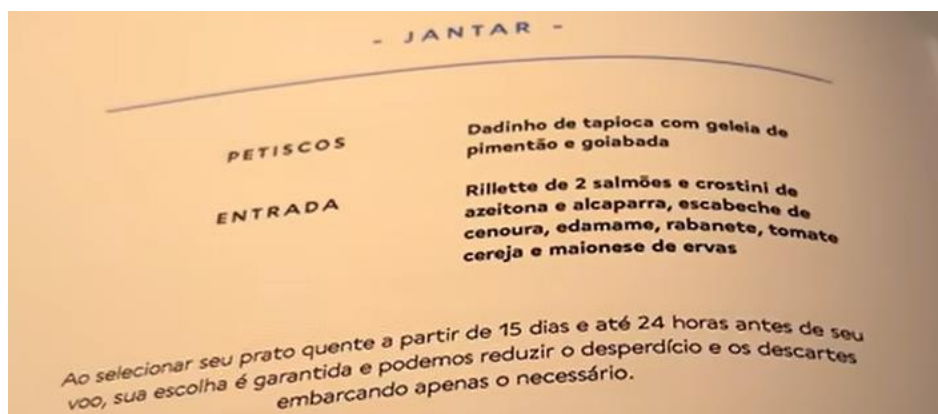 - JANTAR -
PETISCOS
Dadinho de tapioca com geleia de
pimentão e goiabada
ENTRADA
Rillette de 2 salmões e crostini de
azeitona e alcaparra, escabeche de
cenoura, edamame, rabanete, tomate
cereja e maionese de ervas
Ao selecionar seu prato quente a partir de 15 dias e até 24 horas antes de seu
voo, sua escolha é garantida e podemos reduzir o desperdício e os descartes
embarcando apenas o necessário.